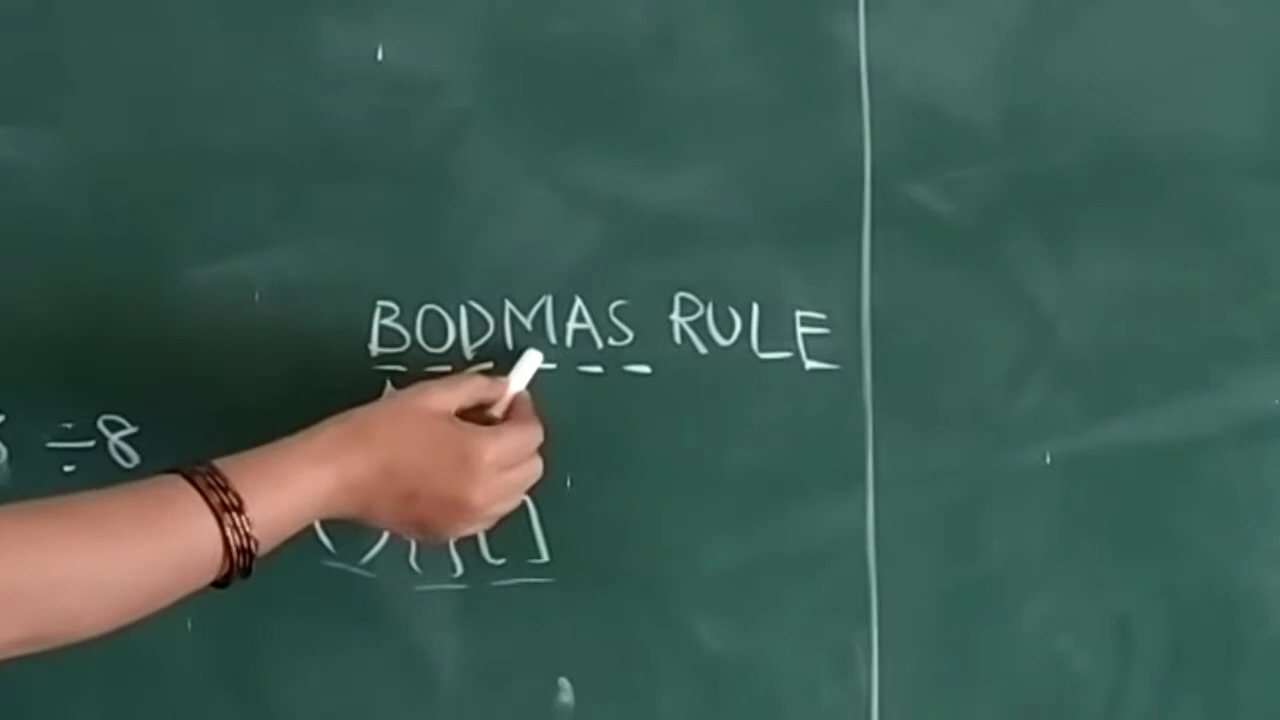 BODMAS RULE
÷8
( ) { } [ ]